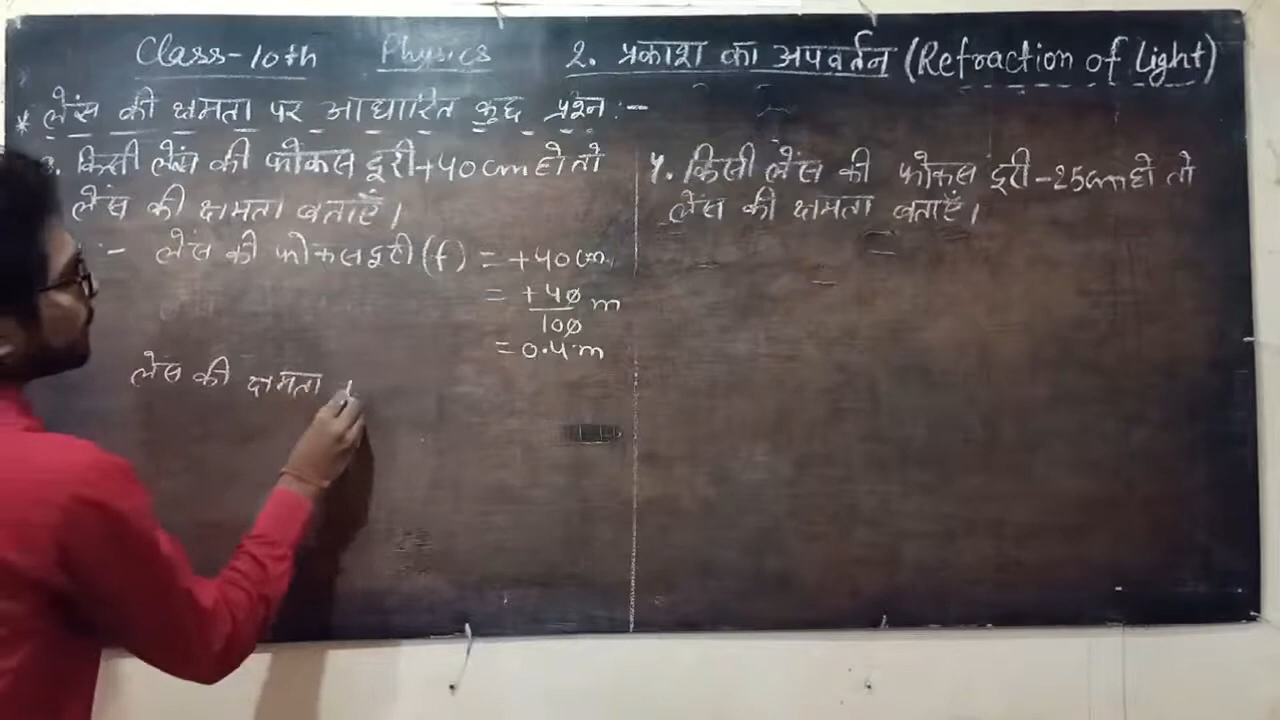 Class-10th Physics 2. प्रकाश का अपवर्तन (Refraction of light)
* लेंस की क्षमता पर आधारित कुछ प्रश्न :-
3. किसी लेंस की फोकस दूरी +40cm हो तो
लेंस की क्षमता बताएँ।
:- लेंस की फोकस दूरी (f) = +40cm
= +40/100 m
= 0.4 m
लेंस की क्षमता
4. किसी लेंस की फोकस दूरी -25cm हो तो
लेंस की क्षमता बताएँ।